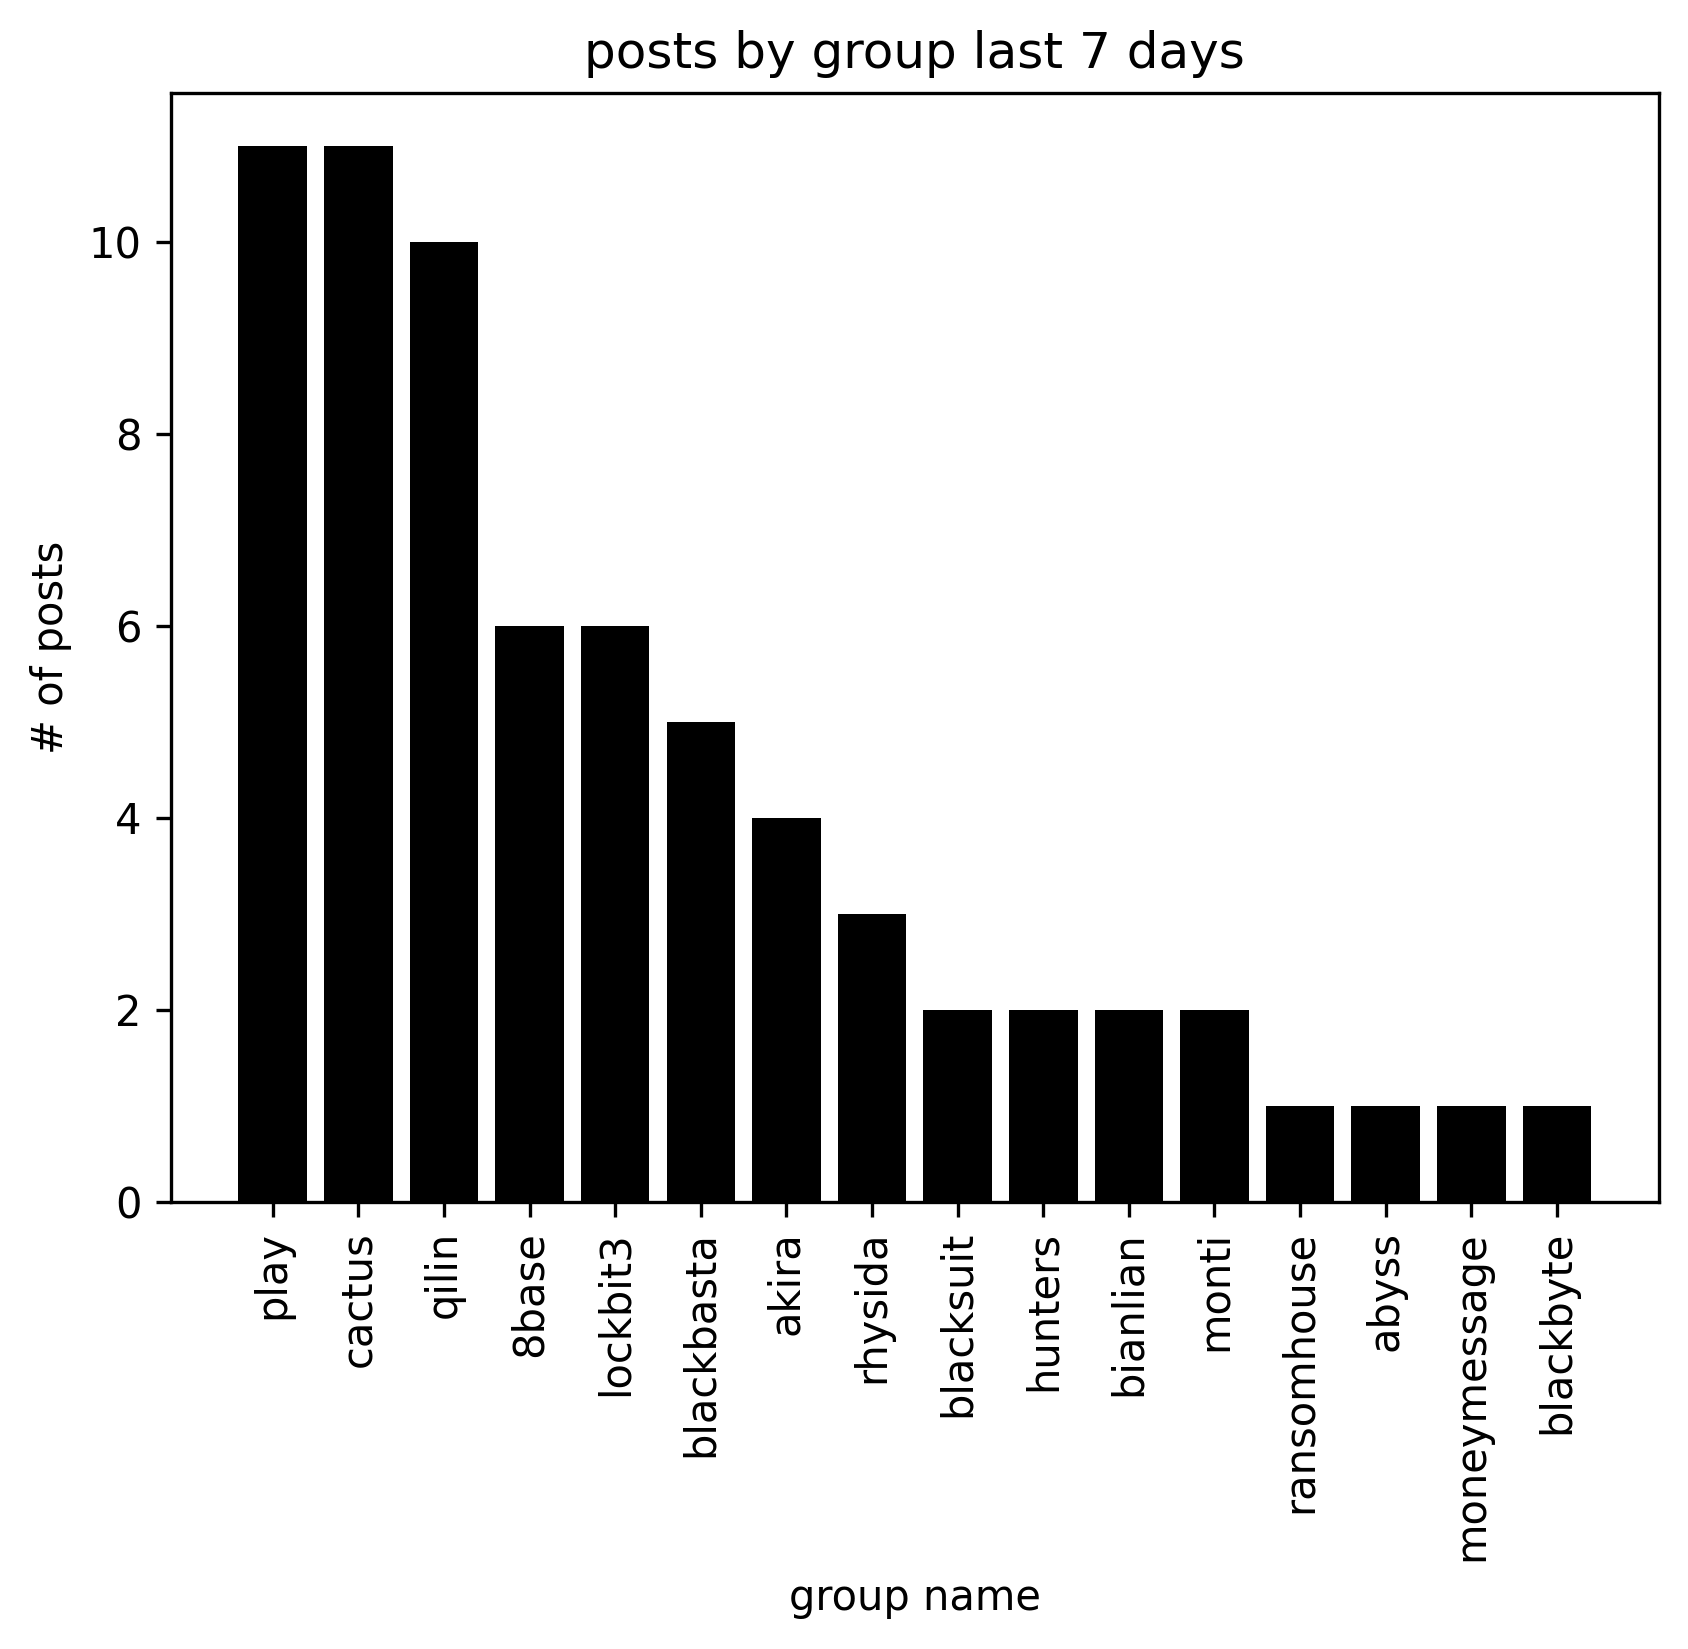 posts by group last 7 days
# of posts
10
8
6
4
2
0
play
cactus
qilin
8base
lockbit3
blackbasta
akira
rhysida
blacksuit
hunters
bianlian
monti
ransomhouse
abyss
moneymessage
blackbyte
group name